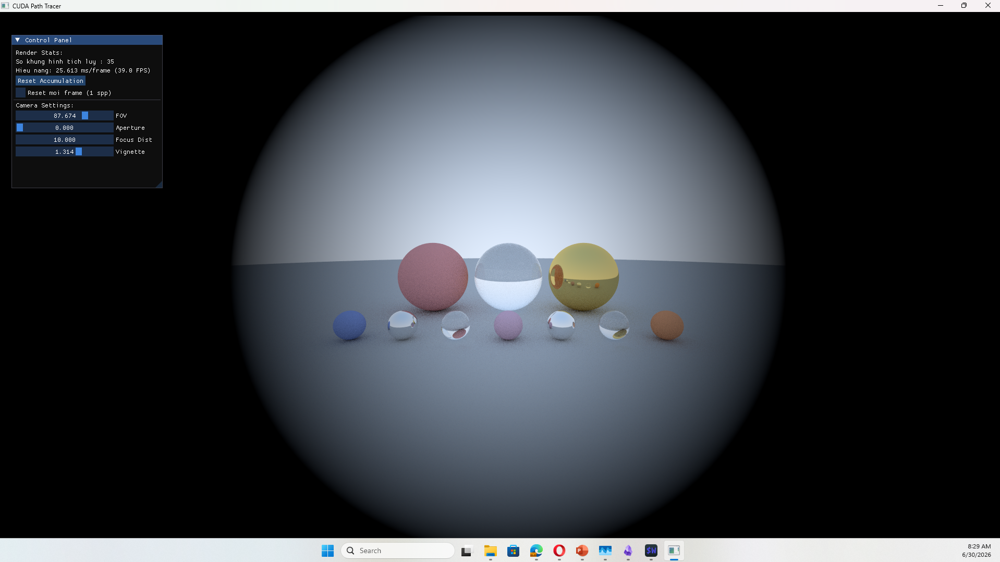 CUDA Path Tracer
Control Panel
Render Stats:
So khung hinh tich luy : 35
Hieu nang: 25.613 ms/frame (39.0 FPS)
Reset Accumulation
Reset moi frame (1 spp)
Camera Settings:
87.674 FOV
0.000 Aperture
10.000 Focus Dist
1.314 Vignette
Search
P
$W
8:29 AM
6/30/2026